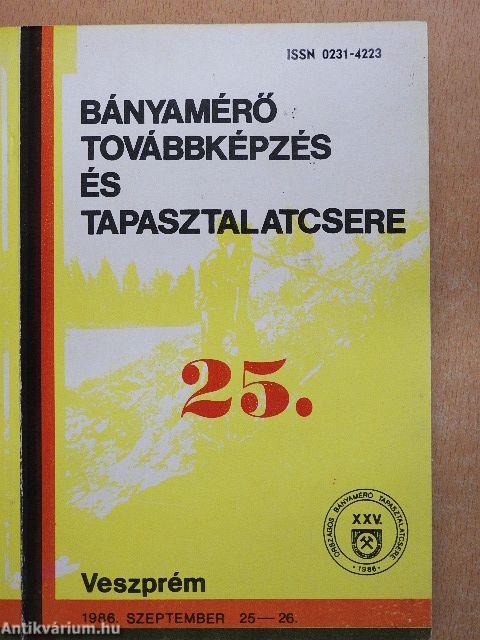 ISSN 0231-4223
BÁNYAMÉRŐ
TOVÁBBKÉPZÉS
ÉS
TAPASZTALATCSERE
25.
ORSZÁGOS BÁNYAMÉRŐ TAPASZTALATCSERE
XXV.
1986
Veszprém
1986. SZEPTEMBER 25—26.
Antikvárium.hu